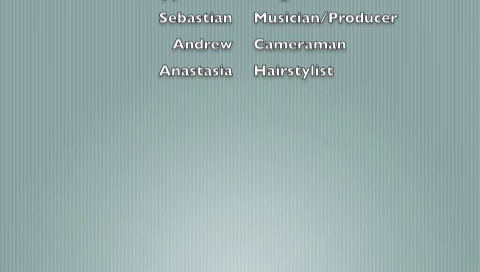 Sebastian Musician/Producer
Andrew Cameraman
Anastasia Hairstylist